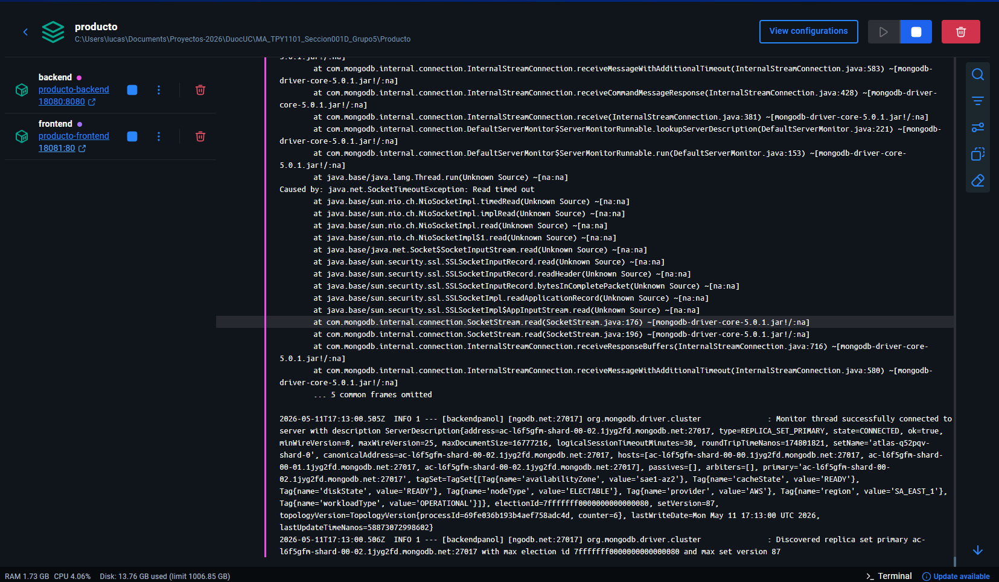 producto
C:\Users\lucas\Documents\Proyectos-2026\DuocUC\MA_TPY1101_Seccion001D_Grupo5\Producto
View configurations
backend
producto-backend
18080:8080
frontend
producto-frontend
18081:80
5.0.1.jar!/:na]
at com.mongodb.internal.connection.InternalStreamConnection.receiveMessageWithAdditionalTimeout(InternalStreamConnection.java:583) ~[mongodb-
driver-core-5.0.1.jar!/:na]
at com.mongodb.internal.connection.InternalStreamConnection.receiveCommandMessageResponse(InternalStreamConnection.java:428) ~[mongodb-driver-
core-5.0.1.jar!/:na]
at com.mongodb.internal.connection.InternalStreamConnection.receive(InternalStreamConnection.java:381) ~[mongodb-driver-core-5.0.1.jar!/:na]
at com.mongodb.internal.connection.DefaultServerMonitor$ServerMonitorRunnable.lookupServerDescription(DefaultServerMonitor.java:221) ~[mongodb-
driver-core-5.0.1.jar!/:na]
at com.mongodb.internal.connection.DefaultServerMonitor$ServerMonitorRunnable.run(DefaultServerMonitor.java:153) ~[mongodb-driver-core-
5.0.1.jar!/:na]
at java.base/java.lang.Thread.run(Unknown Source) ~[na:na]
Caused by: java.net.SocketTimeoutException: Read timed out
at java.base/sun.nio.ch.NioSocketImpl.timedRead(Unknown Source) ~[na:na]
at java.base/sun.nio.ch.NioSocketImpl.implRead(Unknown Source) ~[na:na]
at java.base/sun.nio.ch.NioSocketImpl.read(Unknown Source) ~[na:na]
at java.base/sun.nio.ch.NioSocketImpl$1.read(Unknown Source) ~[na:na]
at java.base/java.net.Socket$SocketInputStream.read(Unknown Source) ~[na:na]
at java.base/sun.security.ssl.SSLSocketInputRecord.read(Unknown Source) ~[na:na]
at java.base/sun.security.ssl.SSLSocketInputRecord.readHeader(Unknown Source) ~[na:na]
at java.base/sun.security.ssl.SSLSocketInputRecord.bytesInCompletePacket(Unknown Source) ~[na:na]
at java.base/sun.security.ssl.SSLSocketImpl.readApplicationRecord(Unknown Source) ~[na:na]
at java.base/sun.security.ssl.SSLSocketImpl$AppInputStream.read(Unknown Source) ~[na:na]
at com.mongodb.internal.connection.SocketStream.read(SocketStream.java:176) ~[mongodb-driver-core-5.0.1.jar!/:na]
at com.mongodb.internal.connection.SocketStream.read(SocketStream.java:196) ~[mongodb-driver-core-5.0.1.jar!/:na]
at com.mongodb.internal.connection.InternalStreamConnection.receiveResponseBuffers(InternalStreamConnection.java:716) ~[mongodb-driver-core-
5.0.1.jar!/:na]
at com.mongodb.internal.connection.InternalStreamConnection.receiveMessageWithAdditionalTimeout(InternalStreamConnection.java:580) ~[mongodb-
driver-core-5.0.1.jar!/:na]
... 5 common frames omitted
2026-05-11T17:13:00.505Z  INFO 1 --- [backendpanol] [ngodb.net:27017] org.mongodb.driver.cluster               : Monitor thread successfully connected to
server with description ServerDescription{address=ac-l6f5gfm-shard-00-02.1jyg2fd.mongodb.net:27017, type=REPLICA_SET_PRIMARY, state=CONNECTED, ok=true,
minWireVersion=0, maxWireVersion=25, maxDocumentSize=16777216, logicalSessionTimeoutMinutes=30, roundTripTimeNanos=174801821, setName='atlas-q52pqv-
shard-0', canonicalAddress=ac-l6f5gfm-shard-00-02.1jyg2fd.mongodb.net:27017, hosts=[ac-l6f5gfm-shard-00-00.1jyg2fd.mongodb.net:27017, ac-l6f5gfm-shard-
00-01.1jyg2fd.mongodb.net:27017, ac-l6f5gfm-shard-00-02.1jyg2fd.mongodb.net:27017], passives=[], arbiters=[], primary='ac-l6f5gfm-shard-00-
02.1jyg2fd.mongodb.net:27017', tagSet=TagSet{[Tag{name='availabilityZone', value='sae1-az2'}, Tag{name='cacheState', value='READY'},
Tag{name='diskState', value='READY'}, Tag{name='nodeType', value='ELECTABLE'}, Tag{name='provider', value='AWS'}, Tag{name='region', value='SA_EAST_1'},
Tag{name='workloadType', value='OPERATIONAL'}]}, electionId=7fffffff0000000000000080, setVersion=87,
topologyVersion=TopologyVersion{processId=69fe036b193b4aef758adc4d, counter=6}, lastWriteDate=Mon May 11 17:13:00 UTC 2026,
lastUpdateTimeNanos=58873072998602}
2026-05-11T17:13:00.506Z  INFO 1 --- [backendpanol] [ngodb.net:27017] org.mongodb.driver.cluster               : Discovered replica set primary ac-
l6f5gfm-shard-00-02.1jyg2fd.mongodb.net:27017 with max election id 7fffffff0000000000000080 and max set version 87
RAM 1.73 GB CPU 4.06% Disk: 13.76 GB used (limit 1006.85 GB)
>_ Terminal
Update available